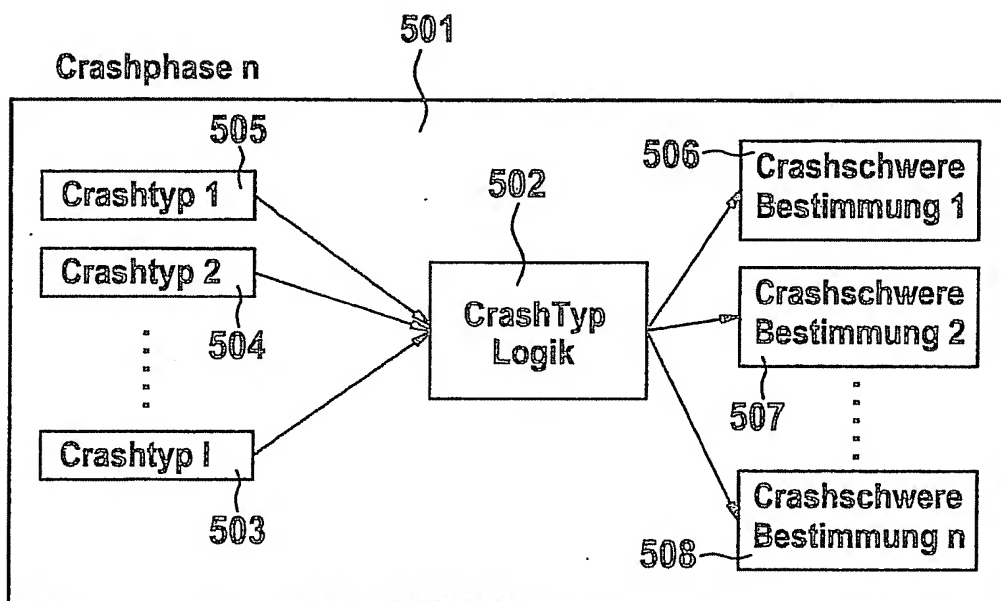 501
Crashphase n
505
Crashtyp 1
Crashtyp 2
504
Crashtyp l
503
502
CrashTyp
Logik
506
Crashschwere
Bestimmung 1
Crashschwere
Bestimmung 2
507
Crashschwere
Bestimmung n
508